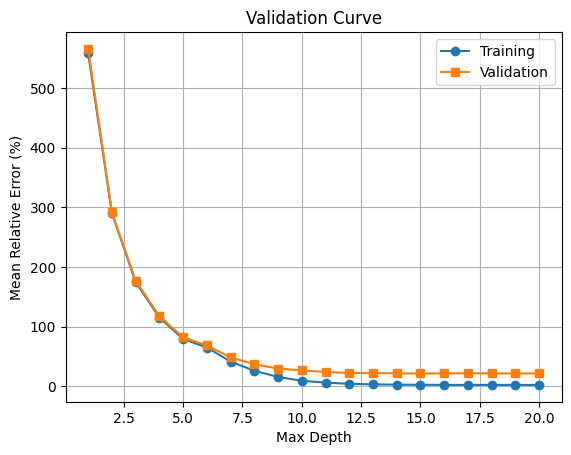 Validation Curve
Training
Validation
Mean Relative Error (%)
500
400
300
200
100
0
2.5
5.0
7.5
10.0
12.5
15.0
17.5
20.0
Max Depth